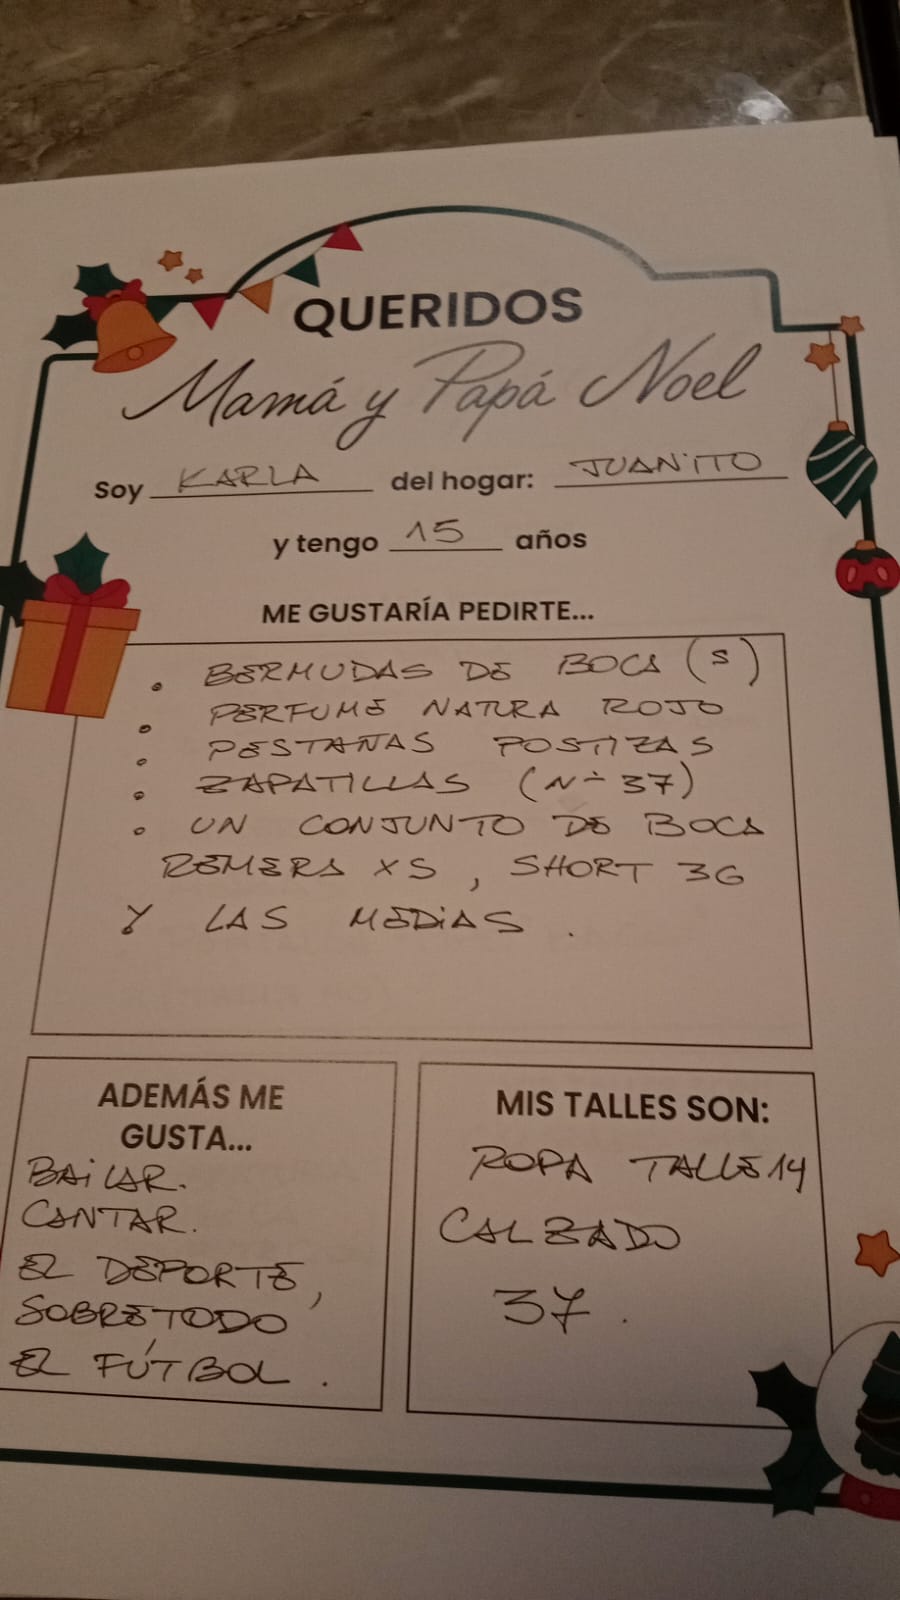 QUERIDOS
Mamá y Papá Noel
Soy KARLA del hogar: JUANITO
y tengo 15 años
ME GUSTARÍA PEDIRTE...
• BERMUDAS DE BOCA (S)
• PERFUME NATURA ROJO
• PESTAÑAS POSTIZAS
• ZAPATILLAS (Nº 37)
• UN CONJUNTO DE BOCA
REMERA XS, SHORT 36
Y LAS MEDIAS.
ADEMÁS ME
GUSTA...
BAILAR.
CANTAR.
EL DEPORTE,
SOBRETODO
EL FÚTBOL.
MIS TALLES SON:
ROPA TALLE 14
CALZADO
37.